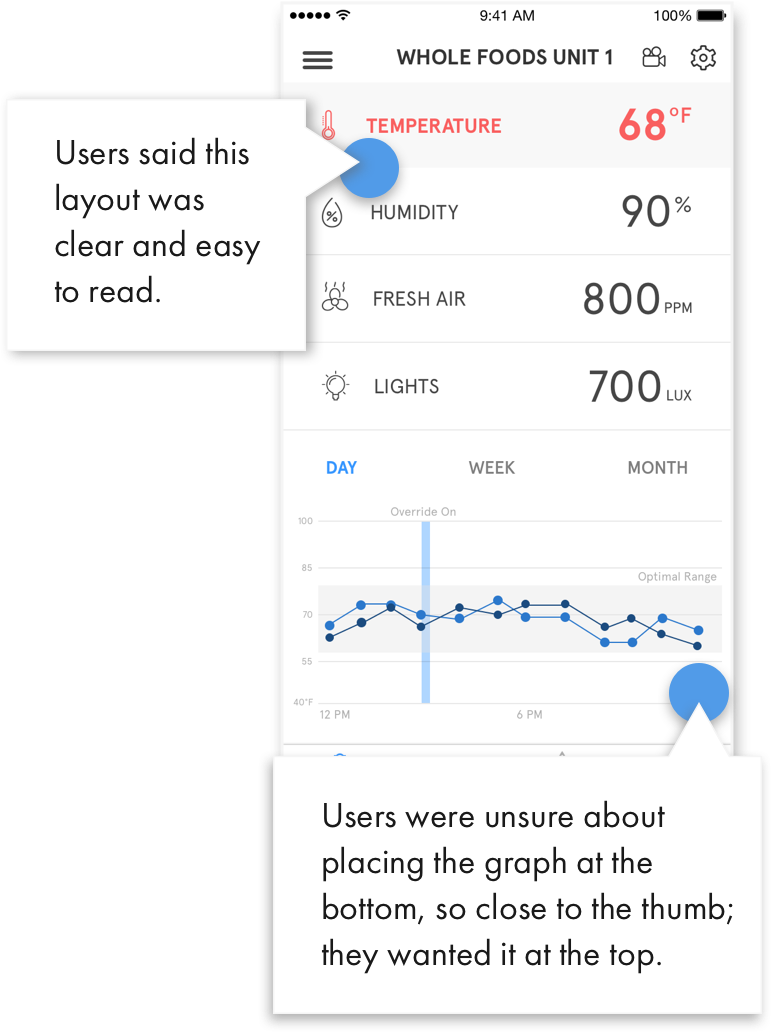 9:41 AM 100%
WHOLE FOODS UNIT 1
TEMPERATURE 68°F
Users said this
layout was
clear and easy
to read.
HUMIDITY 90%
FRESH AIR 800 PPM
LIGHTS 700 LUX
DAY WEEK MONTH
Override On
100
85
Optimal Range
70
55
40°F
12 PM 6 PM
Users were unsure about
placing the graph at the
bottom, so close to the thumb;
they wanted it at the top.